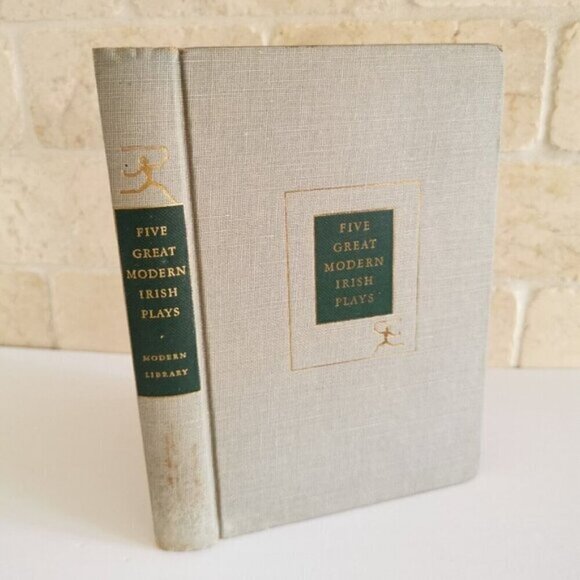 FIVE
GREAT
MODERN
IRISH
PLAYS
MODERN
LIBRARY
FIVE
GREAT
MODERN
IRISH
PLAYS